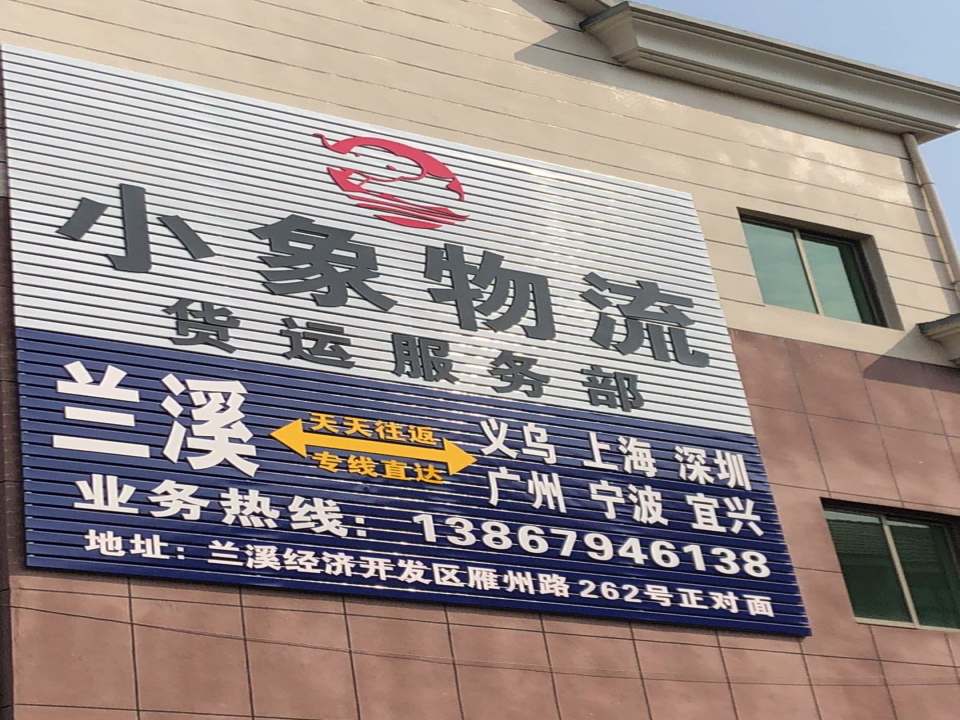 小象物流
货运服务部
兰溪 天天往返 专线直达 义乌 上海 深圳
广州 宁波 宜兴
业务热线：13867946138
地址：兰溪经济开发区雁州路262号正对面